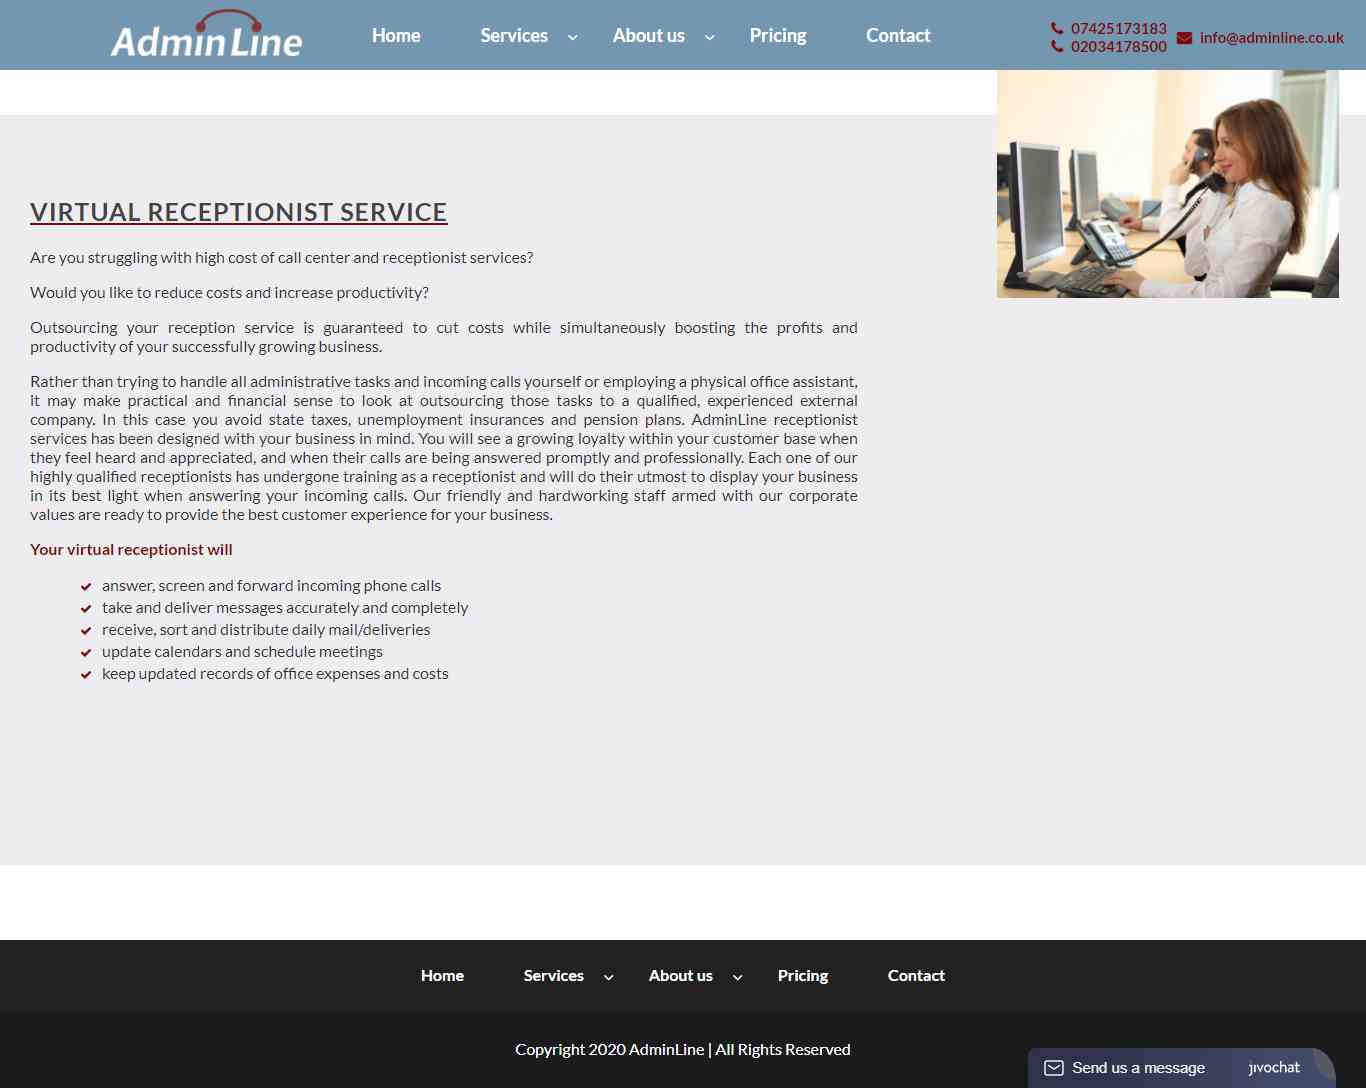 AdminLine
Home Services About us Pricing Contact
07425173183
02034178500
info@adminline.co.uk
VIRTUAL RECEPTIONIST SERVICE
Are you struggling with high cost of call center and receptionist services?
Would you like to reduce costs and increase productivity?
Outsourcing your reception service is guaranteed to cut costs while simultaneously boosting the profits and
productivity of your successfully growing business.
Rather than trying to handle all administrative tasks and incoming calls yourself or employing a physical office assistant,
it may make practical and financial sense to look at outsourcing those tasks to a qualified, experienced external
company. In this case you avoid state taxes, unemployment insurances and pension plans. AdminLine receptionist
services has been designed with your business in mind. You will see a growing loyalty within your customer base when
they feel heard and appreciated, and when their calls are being answered promptly and professionally. Each one of our
highly qualified receptionists has undergone training as a receptionist and will do their utmost to display your business
in its best light when answering your incoming calls. Our friendly and hardworking staff armed with our corporate
values are ready to provide the best customer experience for your business.
Your virtual receptionist will
answer, screen and forward incoming phone calls
take and deliver messages accurately and completely
receive, sort and distribute daily mail/deliveries
update calendars and schedule meetings
keep updated records of office expenses and costs
Home Services About us Pricing Contact
Copyright 2020 AdminLine | All Rights Reserved
Send us a message jivochat